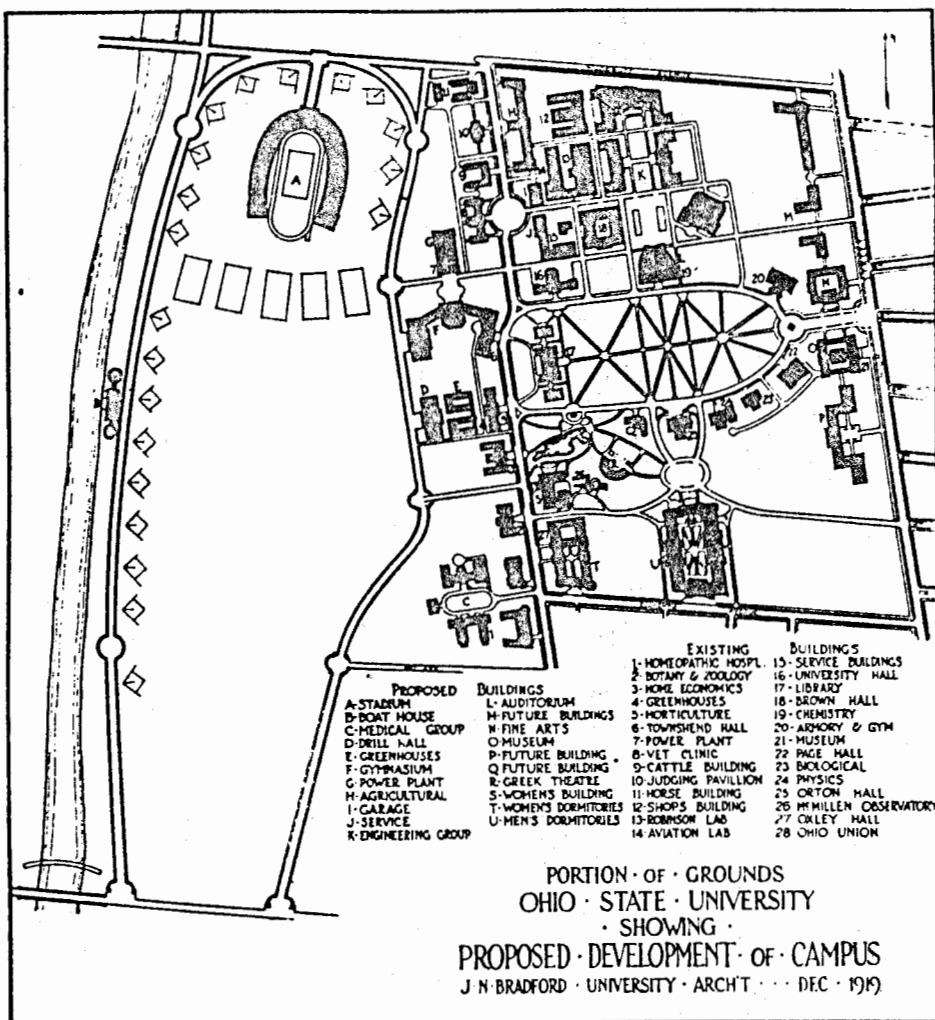 PROPOSED BUILDINGS
A-STADIUM
B-BOAT HOUSE
C-MEDICAL GROUP
D-DRILL HALL
E-GREENHOUSES
F-GYMNASIUM
G-POWER PLANT
H-AGRICULTURAL
I-GARAGE
J-SERVICE
K-ENGINEERING GROUP
L-AUDITORIUM
M-FUTURE BUILDINGS
N-FINE ARTS
O-MUSEUM
P-FUTURE BUILDING
Q-FUTURE BUILDING
R-GREEK THEATRE
S-WOMEN'S BUILDING
T-WOMEN'S DORMITORIES
U-MEN'S DORMITORIES
EXISTING BUILDINGS
1-HOMEOPATHIC HOSPL.
2-BOTANY & ZOOLOGY
3-HOME ECONOMICS
4-GREENHOUSES
5-HORTICULTURE
6-TOWNSHEND HALL
7-POWER PLANT
8-VET CLINIC
9-CATTLE BUILDING
10-JUDGING PAVILLION
11-HORSE BUILDING
12-SHOPS BUILDING
13-ROBINSON LAB
14-AVIATION LAB
15-SERVICE BUILDINGS
16-UNIVERSITY HALL
17-LIBRARY
18-BROWN HALL
19-CHEMISTRY
20-ARMORY & GYM
21-MUSEUM
22 PAGE HALL
23 BIOLOGICAL
24 PHYSICS
25 ORTON HALL
26 McMILLEN OBSERVATORY
27 OXLEY HALL
28 OHIO UNION
PORTION · OF · GROUNDS
OHIO · STATE · UNIVERSITY
· SHOWING ·
PROPOSED · DEVELOPMENT · OF · CAMPUS
J·N·BRADFORD · UNIVERSITY · ARCH'T · · · DEC · 1919